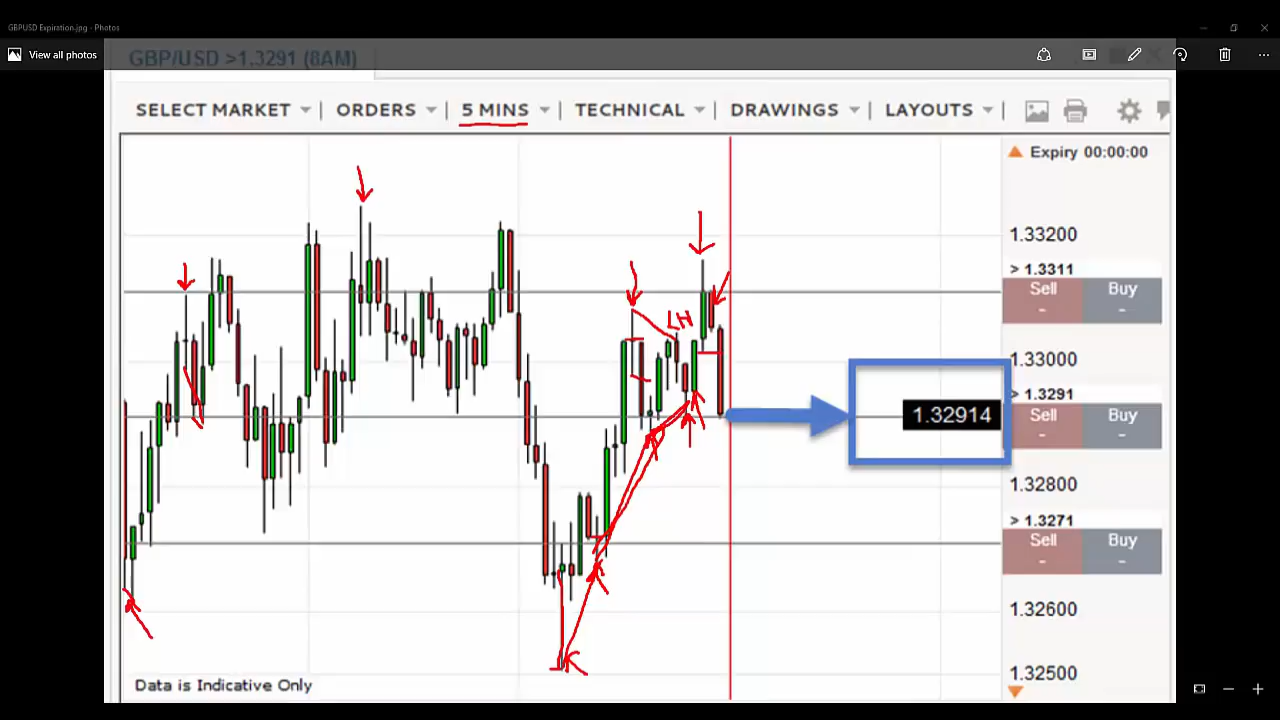 GBPUSD Expiration.jpg - Photos
View all photos
GBP/USD >1.3291 (8AM)
SELECT MARKET | ORDERS | 5 MINS | TECHNICAL | DRAWINGS | LAYOUTS |
Expiry 00:00:00
1.33200
> 1.3311
Sell Buy
- -
LH
1.33000
> 1.3291
1.32914
Sell Buy
- -
1.32800
> 1.3271
Sell Buy
- -
1.32600
1.32500
Data is Indicative Only